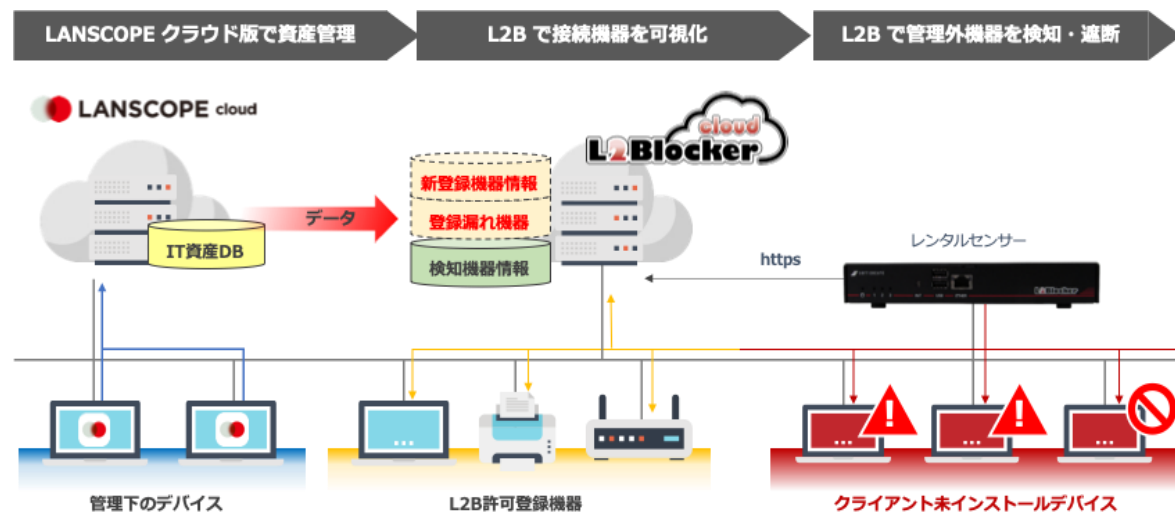 LANSCOPE クラウド版で資産管理
L2B で接続機器を可視化
L2B で管理外機器を検知・遮断
LANSCOPE cloud
cloud
L2Blocker
新登録機器情報
登録漏れ機器
検知機器情報
IT資産DB
データ
https
レンタルセンサー
L2Blocker
管理下のデバイス
L2B許可登録機器
クライアント未インストールデバイス